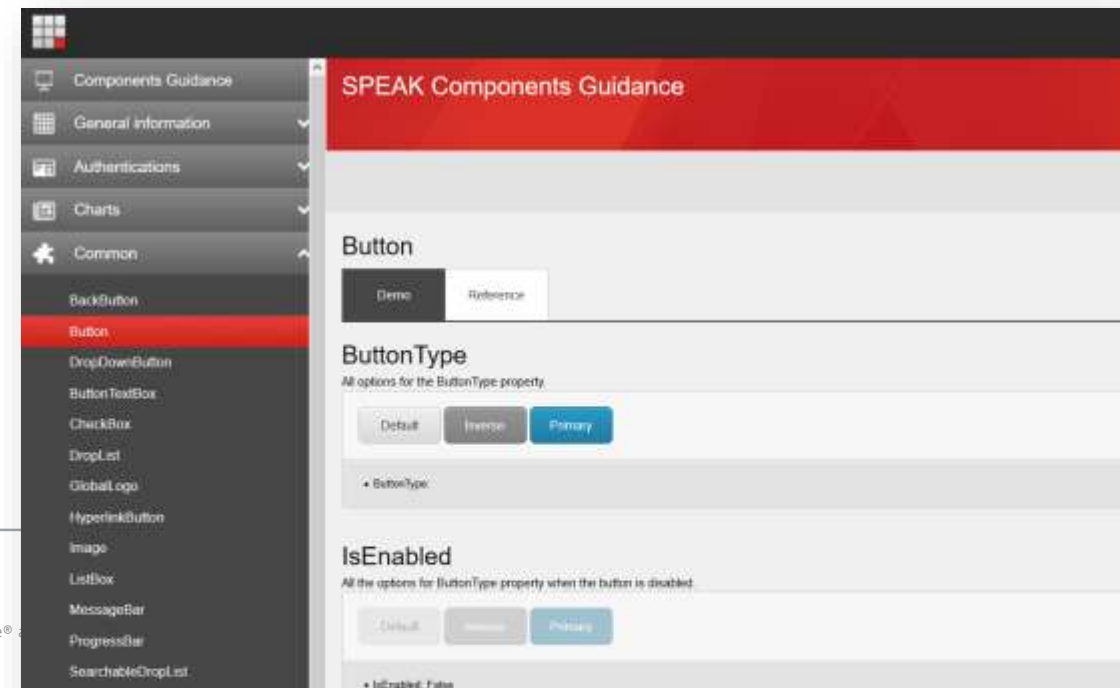 Components Guidance
General information
Authentications
Charts
Common
BackButton
Button
DropDownButton
ButtonTextBox
CheckBox
DropList
GlobalLogo
HyperlinkButton
Image
ListBox
MessageBar
ProgressBar
SearchableDropList
SPEAK Components Guidance
Button
Demo Reference
ButtonType
All options for the ButtonType property.
Default Inverse Primary
• ButtonType:
IsEnabled
All the options for ButtonType property when the button is disabled.
Default Inverse Primary
• IsEnabled: False